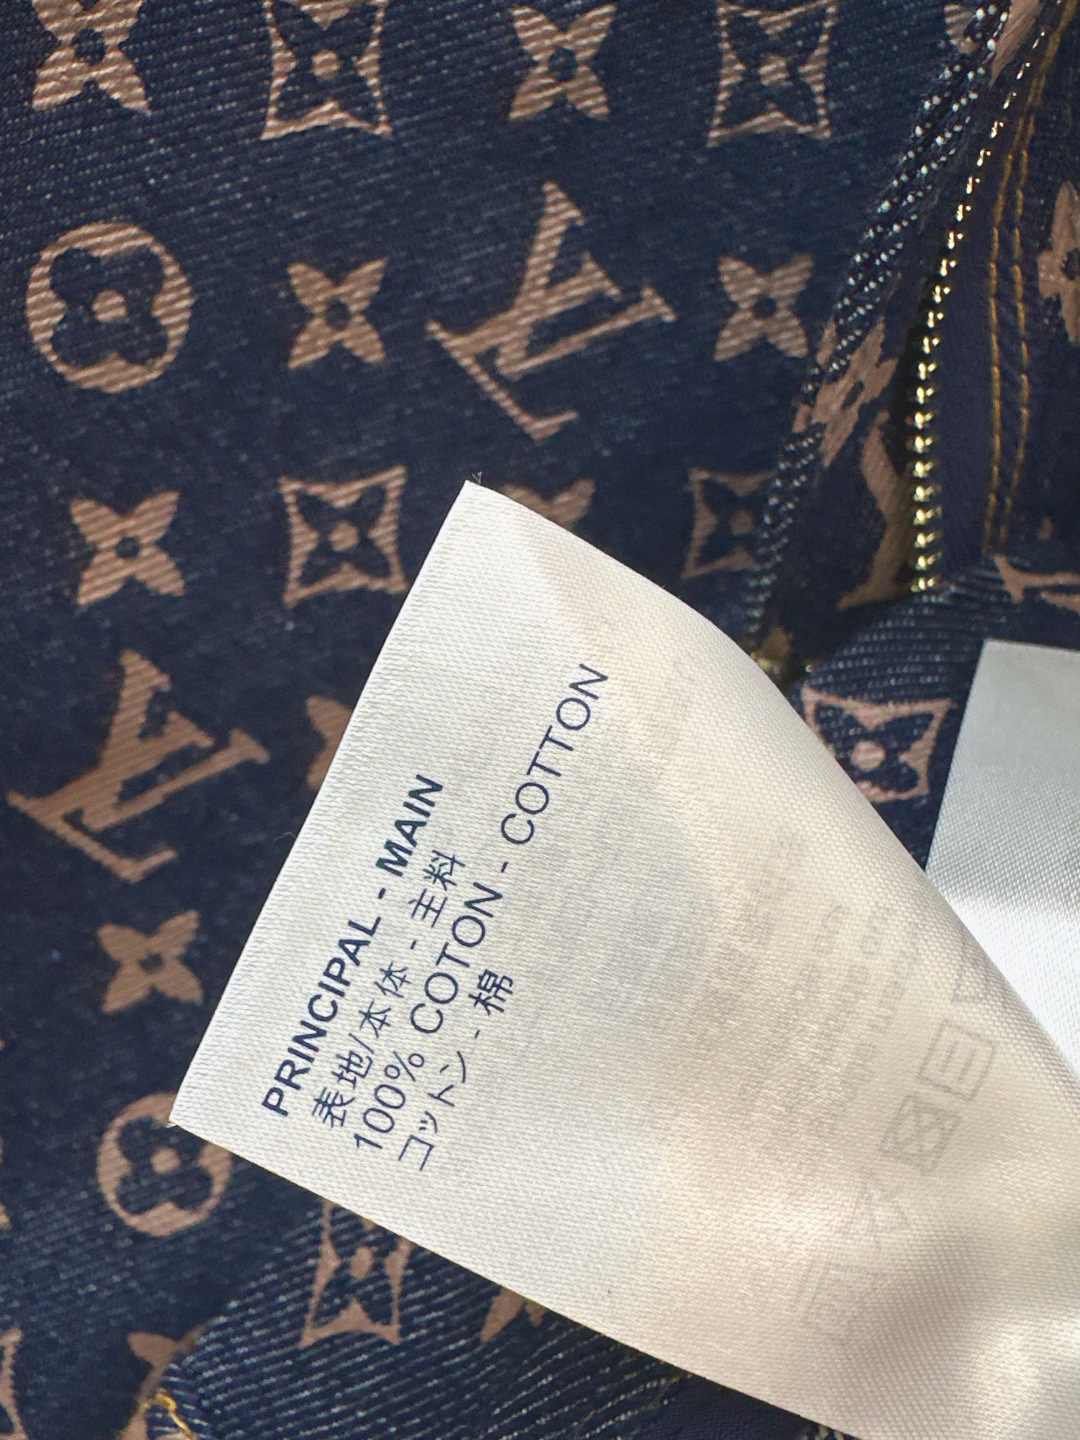 PRINCIPAL - MAIN
表地/本体 - 主料
100% COTON - COTTON
コットン - 棉